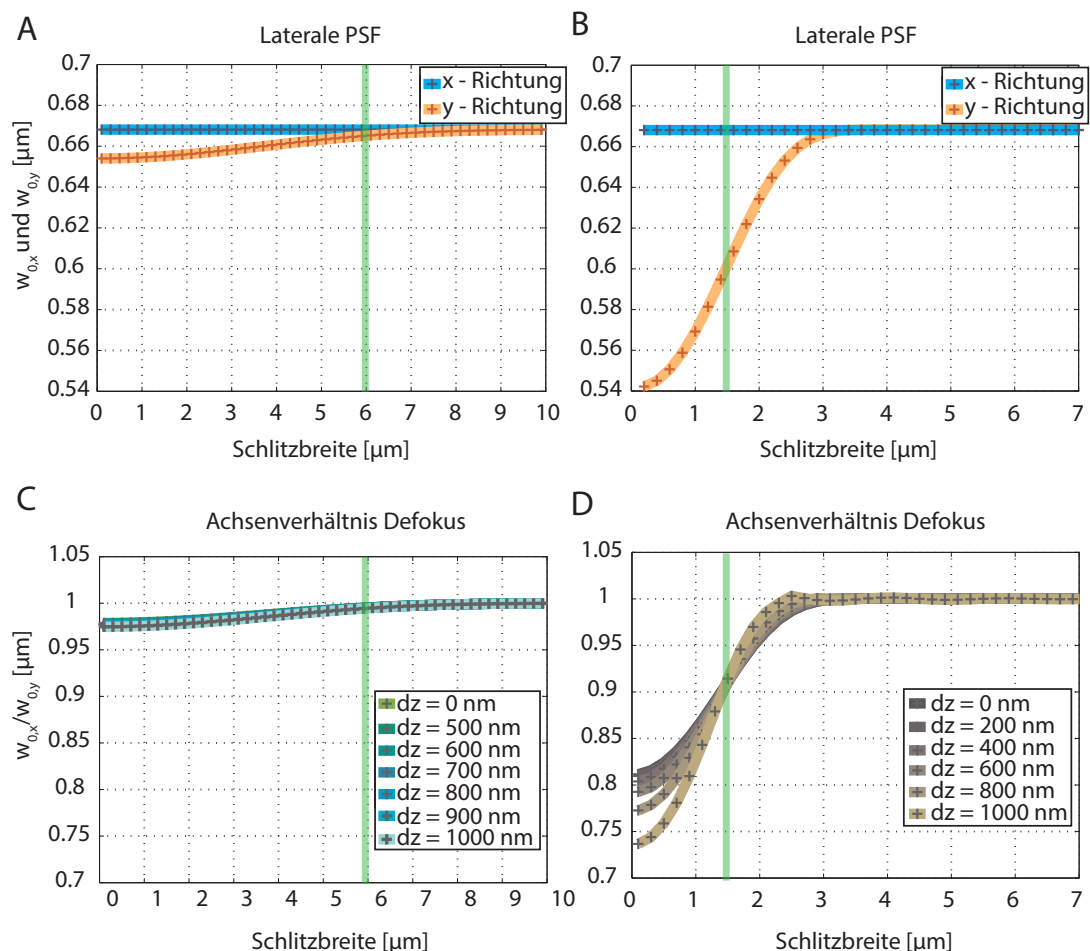 A
Laterale PSF
0.7
0.68
0.66
0.64
0.62
0.6
0.58
0.56
0.54
w0,x und w0,y [µm]
x - Richtung
y - Richtung
0 1 2 3 4 5 6 7 8 9 10
Schlitzbreite [µm]
B
Laterale PSF
0.7
0.68
0.66
0.64
0.62
0.6
0.58
0.56
0.54
x - Richtung
y - Richtung
0 1 2 3 4 5 6 7
Schlitzbreite [µm]
C
Achsenverhältnis Defokus
1.05
1
0.95
0.9
0.85
0.8
0.75
0.7
w0,x/w0,y [µm]
dz = 0 nm
dz = 500 nm
dz = 600 nm
dz = 700 nm
dz = 800 nm
dz = 900 nm
dz = 1000 nm
0 1 2 3 4 5 6 7 8 9 10
Schlitzbreite [µm]
D
Achsenverhältnis Defokus
1.05
1
0.95
0.9
0.85
0.8
0.75
0.7
dz = 0 nm
dz = 200 nm
dz = 400 nm
dz = 600 nm
dz = 800 nm
dz = 1000 nm
0 1 2 3 4 5 6 7
Schlitzbreite [µm]